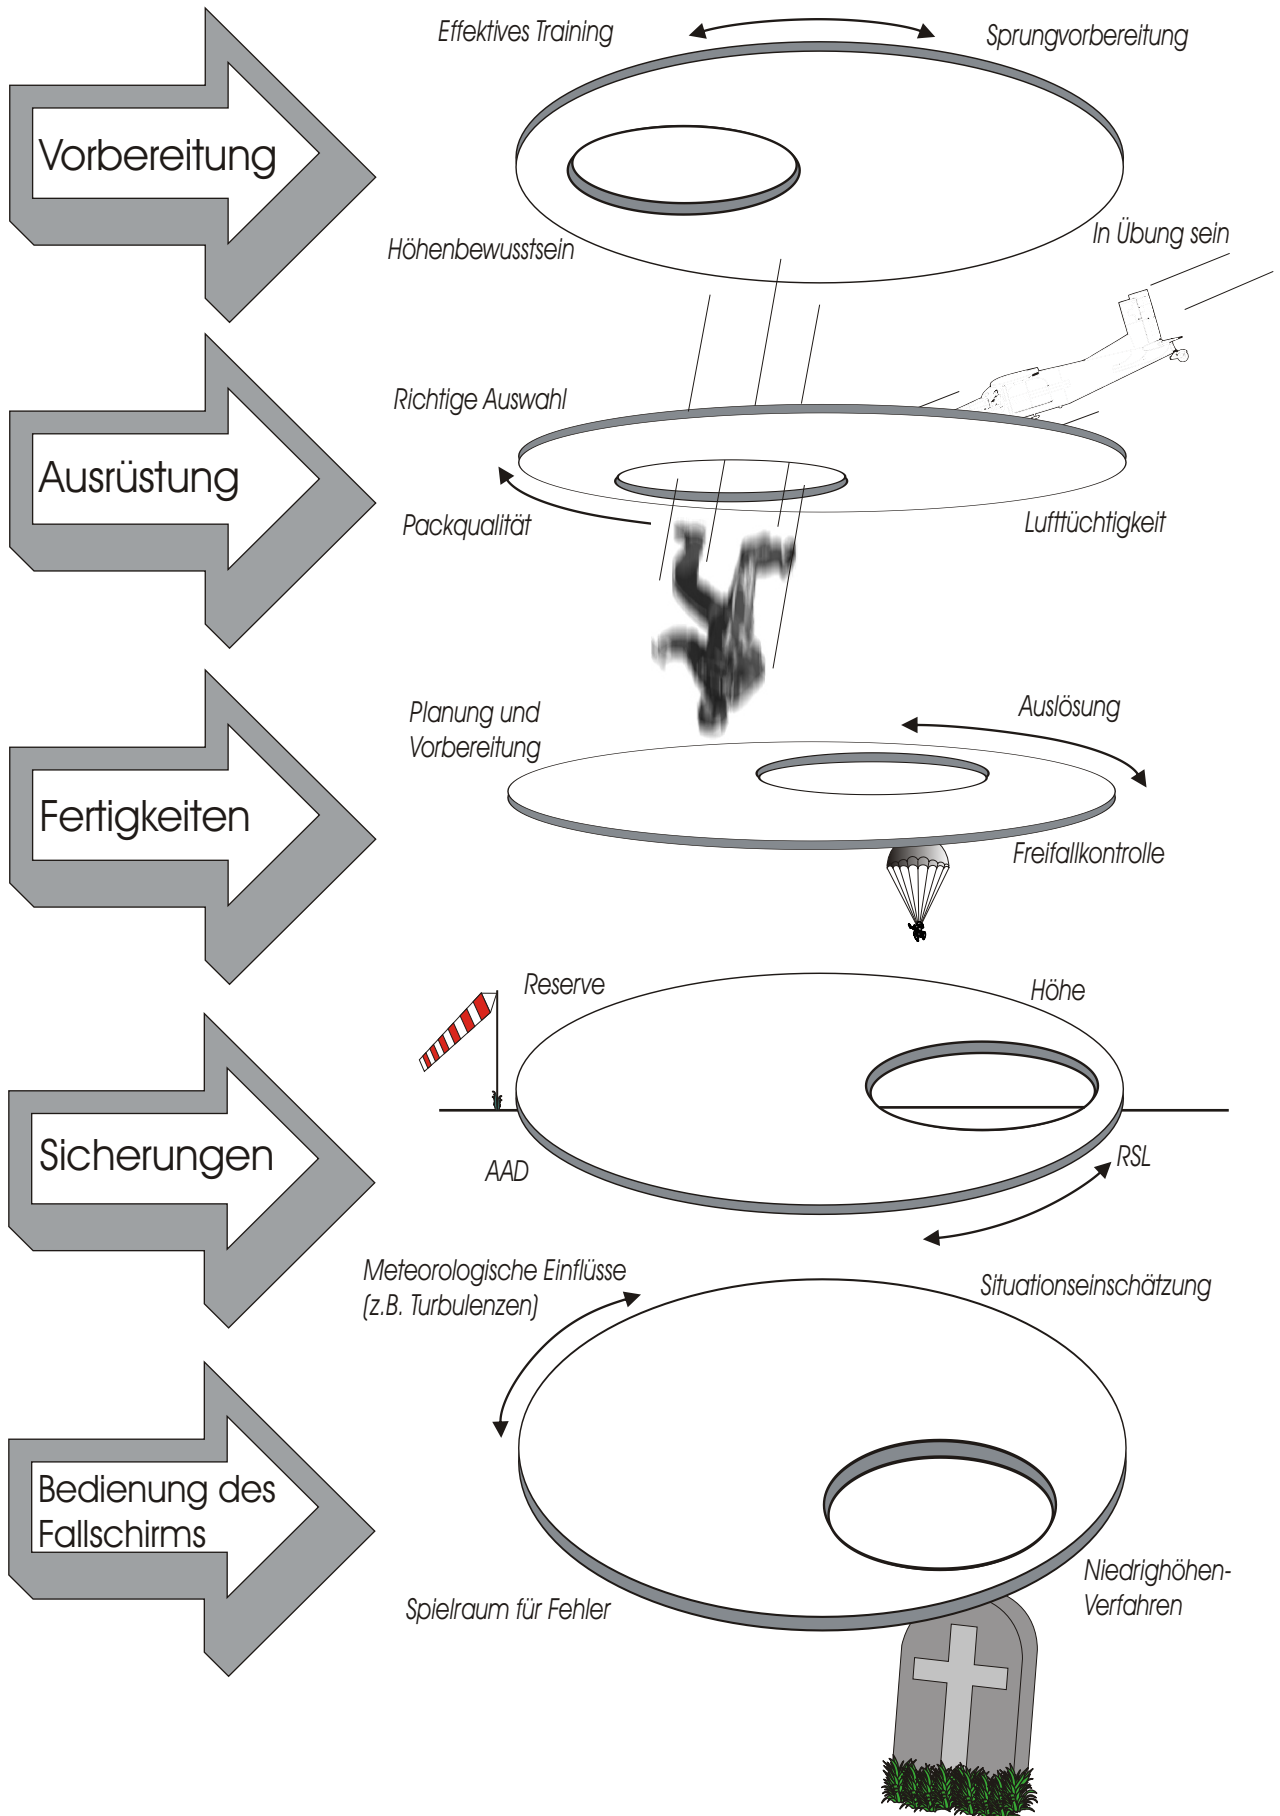 Effektives Training
Sprungvorbereitung
Vorbereitung
Höhenbewusstsein
In Übung sein
Richtige Auswahl
Ausrüstung
Packqualität
Lufttüchtigkeit
Planung und
Vorbereitung
Auslösung
Fertigkeiten
Freifallkontrolle
Reserve
Höhe
Sicherungen
AAD
RSL
Meteorologische Einflüsse
(z.B. Turbulenzen)
Situationseinschätzung
Bedienung des
Fallschirms
Spielraum für Fehler
Niedrighöhen-
Verfahren